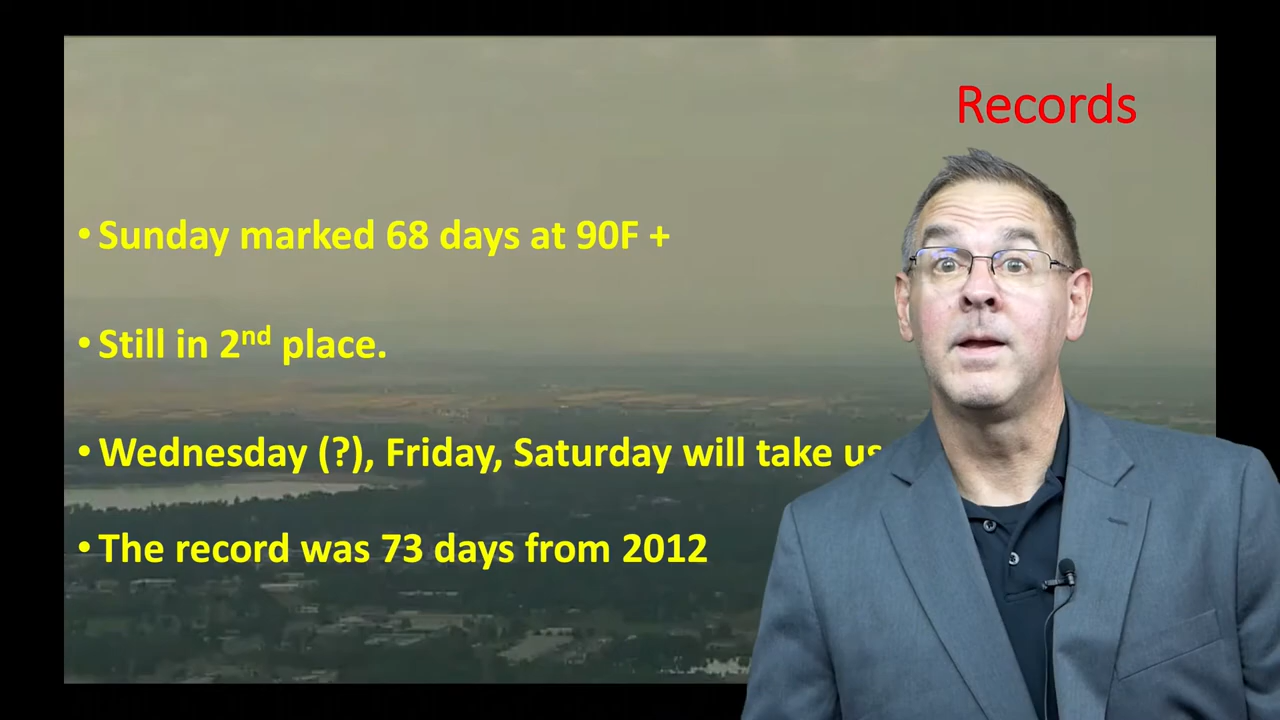 Records
• Sunday marked 68 days at 90F +
• Still in 2nd place.
• Wednesday (?), Friday, Saturday will take us
• The record was 73 days from 2012